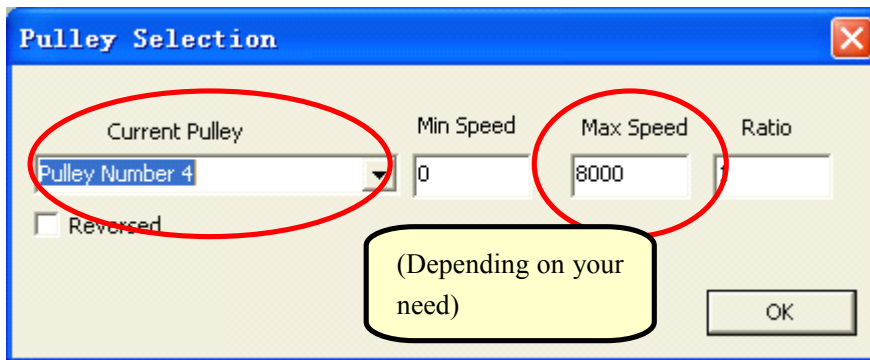 Pulley Selection
Current Pulley Min Speed Max Speed Ratio
Pulley Number 4 0 8000
Reversed
(Depending on your
need)
OK